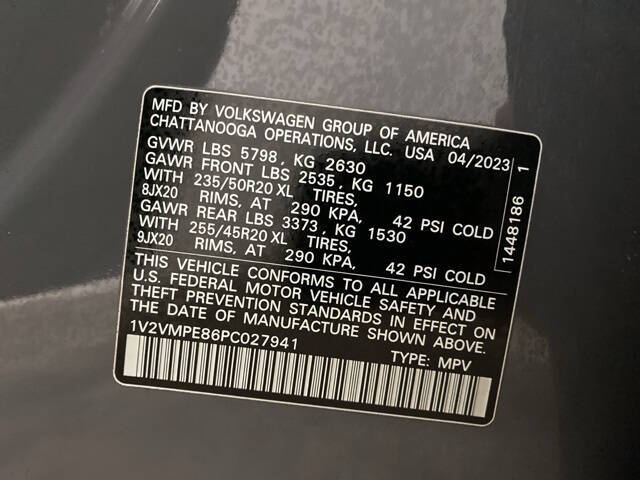 MFD BY VOLKSWAGEN GROUP OF AMERICA
CHATTANOOGA OPERATIONS, LLC. USA 04/2023
GVWR LBS 5798, KG 2630
GAWR FRONT LBS 2535, KG 1150
WITH 235/50R20 XL TIRES,
8JX20 RIMS, AT 290 KPA, 42 PSI COLD
GAWR REAR LBS 3373, KG 1530
WITH 255/45R20 XL TIRES,
9JX20 RIMS, AT 290 KPA, 42 PSI COLD
THIS VEHICLE CONFORMS TO ALL APPLICABLE
U.S. FEDERAL MOTOR VEHICLE SAFETY AND
THEFT PREVENTION STANDARDS IN EFFECT ON
THE DATE OF MANUFACTURE SHOWN ABOVE.
1V2VMPE86PC027941
TYPE: MPV
1448186 1